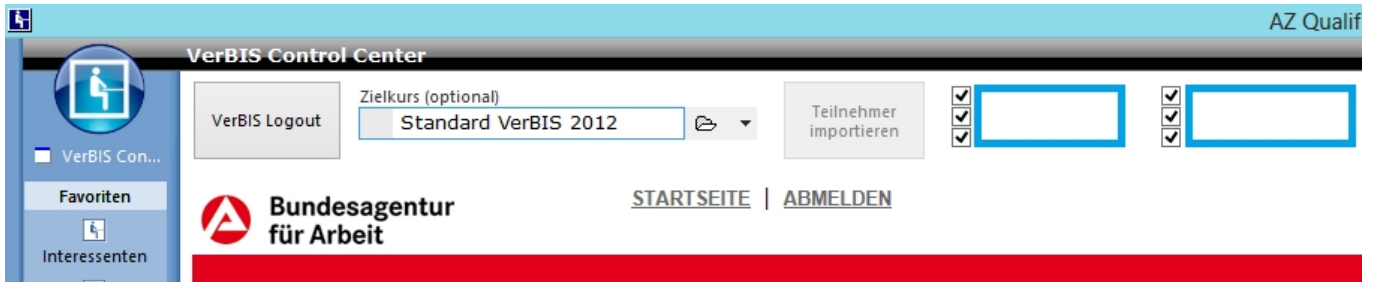 AZ Qualif
VerBIS Control Center
VerBIS Logout
Zielkurs (optional)
Standard VerBIS 2012
Teilnehmer
importieren
VerBIS Con...
Favoriten
Interessenten
Bundesagentur
für Arbeit
STARTSEITE | ABMELDEN